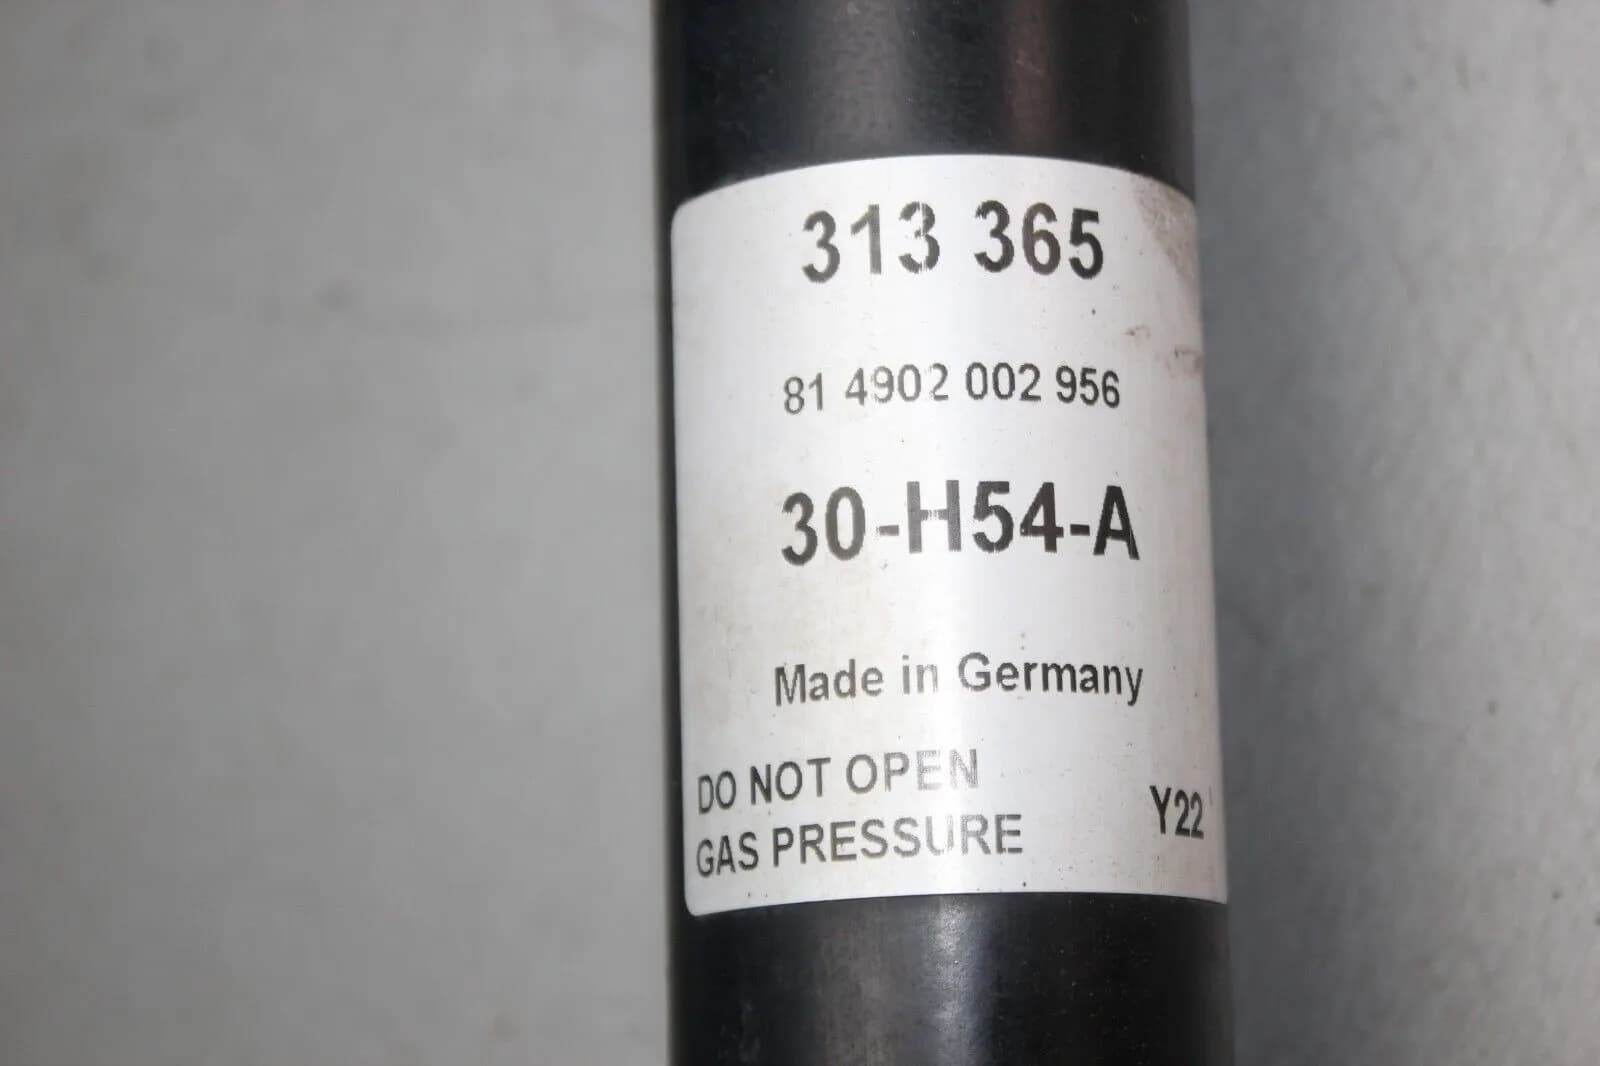 313 365
81 4902 002 956
30-H54-A
Made in Germany
DO NOT OPEN
GAS PRESSURE
Y22